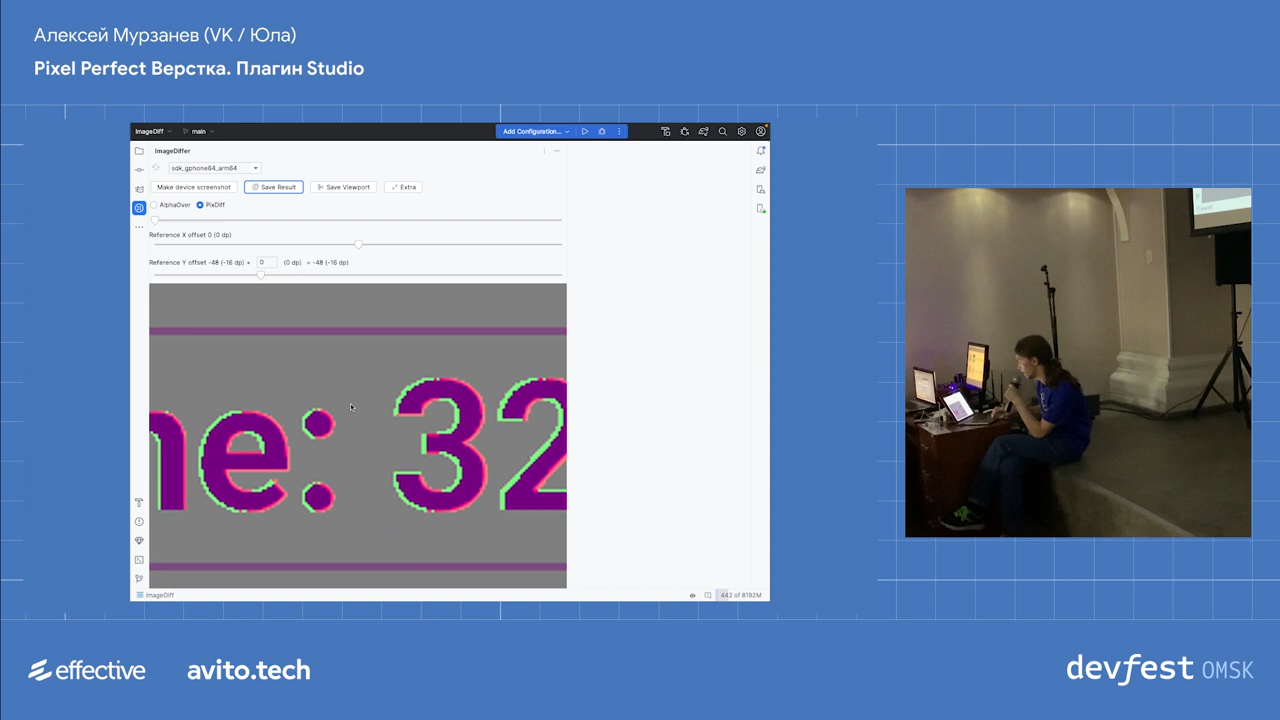 Алексей Мурзанев (VK / Юла)
Pixel Perfect Верстка. Плагин Studio
ImageDiff
main
Add Configuration...
ImageDiffer
sdk_gphone64_arm64
Make device screenshot
Save Result
Save Viewport
Extra
AlphaOver
PixDiff
Reference X offset 0 (0 dp)
Reference Y offset -48 (-16 dp) + 0 (0 dp) = -48 (-16 dp)
ne: 32
ImageDiff
442 of 8192M
effective
avito.tech
devfest OMSK